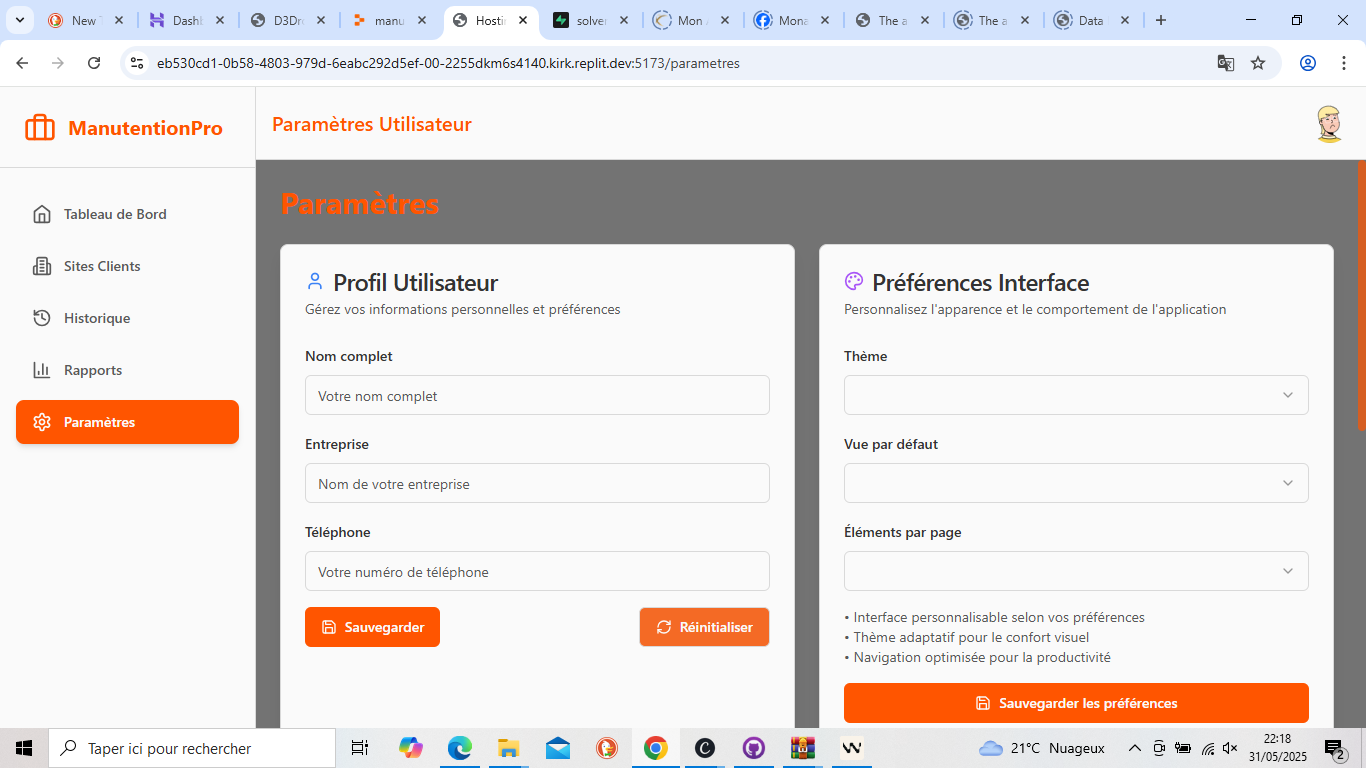 New
Dashb
D3Dro
manu
Hostin
solver
Mon
Mona
The a
The a
Data
eb530cd1-0b58-4803-979d-6eabc292d5ef-00-2255dkm6s4140.kirk.replit.dev:5173/parametres
ManutentionPro
Paramètres Utilisateur
Tableau de Bord
Sites Clients
Historique
Rapports
Paramètres
Paramètres
Profil Utilisateur
Gérez vos informations personnelles et préférences
Nom complet
Votre nom complet
Entreprise
Nom de votre entreprise
Téléphone
Votre numéro de téléphone
Sauvegarder
Réinitialiser
Préférences Interface
Personnalisez l'apparence et le comportement de l'application
Thème
Vue par défaut
Éléments par page
• Interface personnalisable selon vos préférences
• Thème adaptatif pour le confort visuel
• Navigation optimisée pour la productivité
Sauvegarder les préférences
Taper ici pour rechercher
21°C Nuageux
22:18
31/05/2025
2